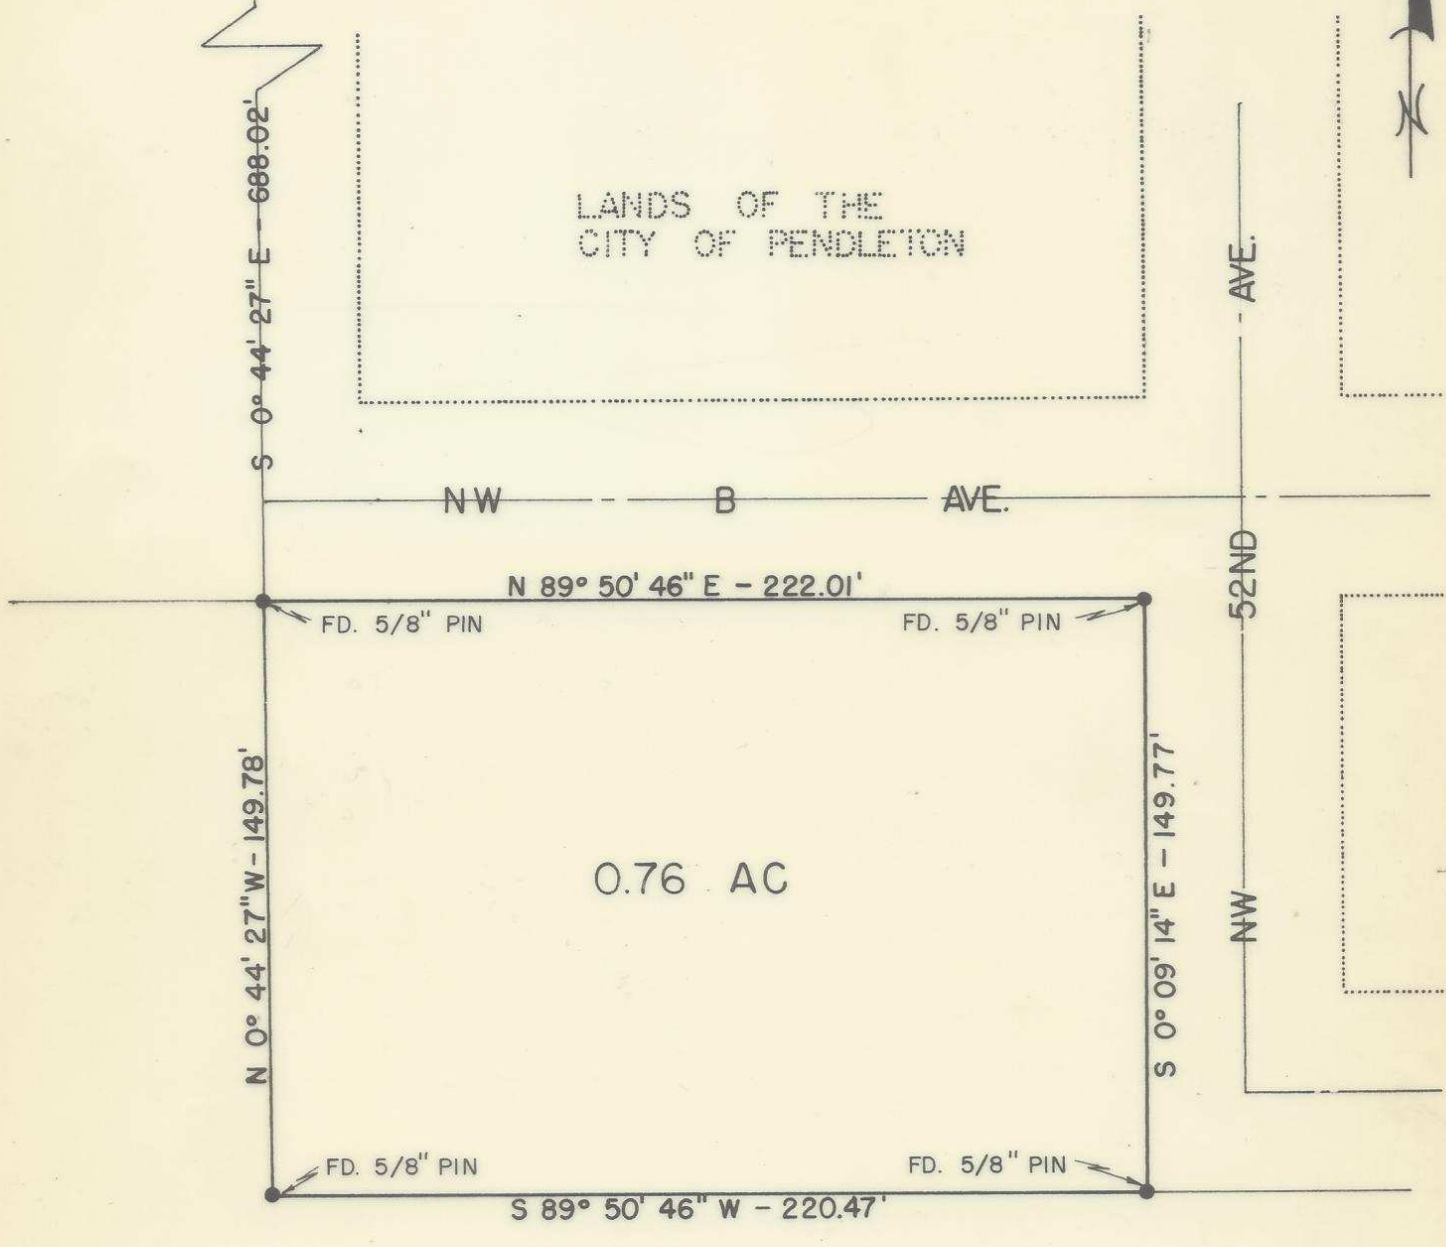 N
S 0° 44' 27" E - 688.02'
LANDS OF THE
CITY OF PENDLETON
NW B AVE.
NW 52ND AVE.
N 89° 50' 46" E - 222.01'
FD. 5/8" PIN
FD. 5/8" PIN
N 0° 44' 27" W - 149.78'
S 0° 09' 14" E - 149.77'
0.76 AC
FD. 5/8" PIN
FD. 5/8" PIN
S 89° 50' 46" W - 220.47'